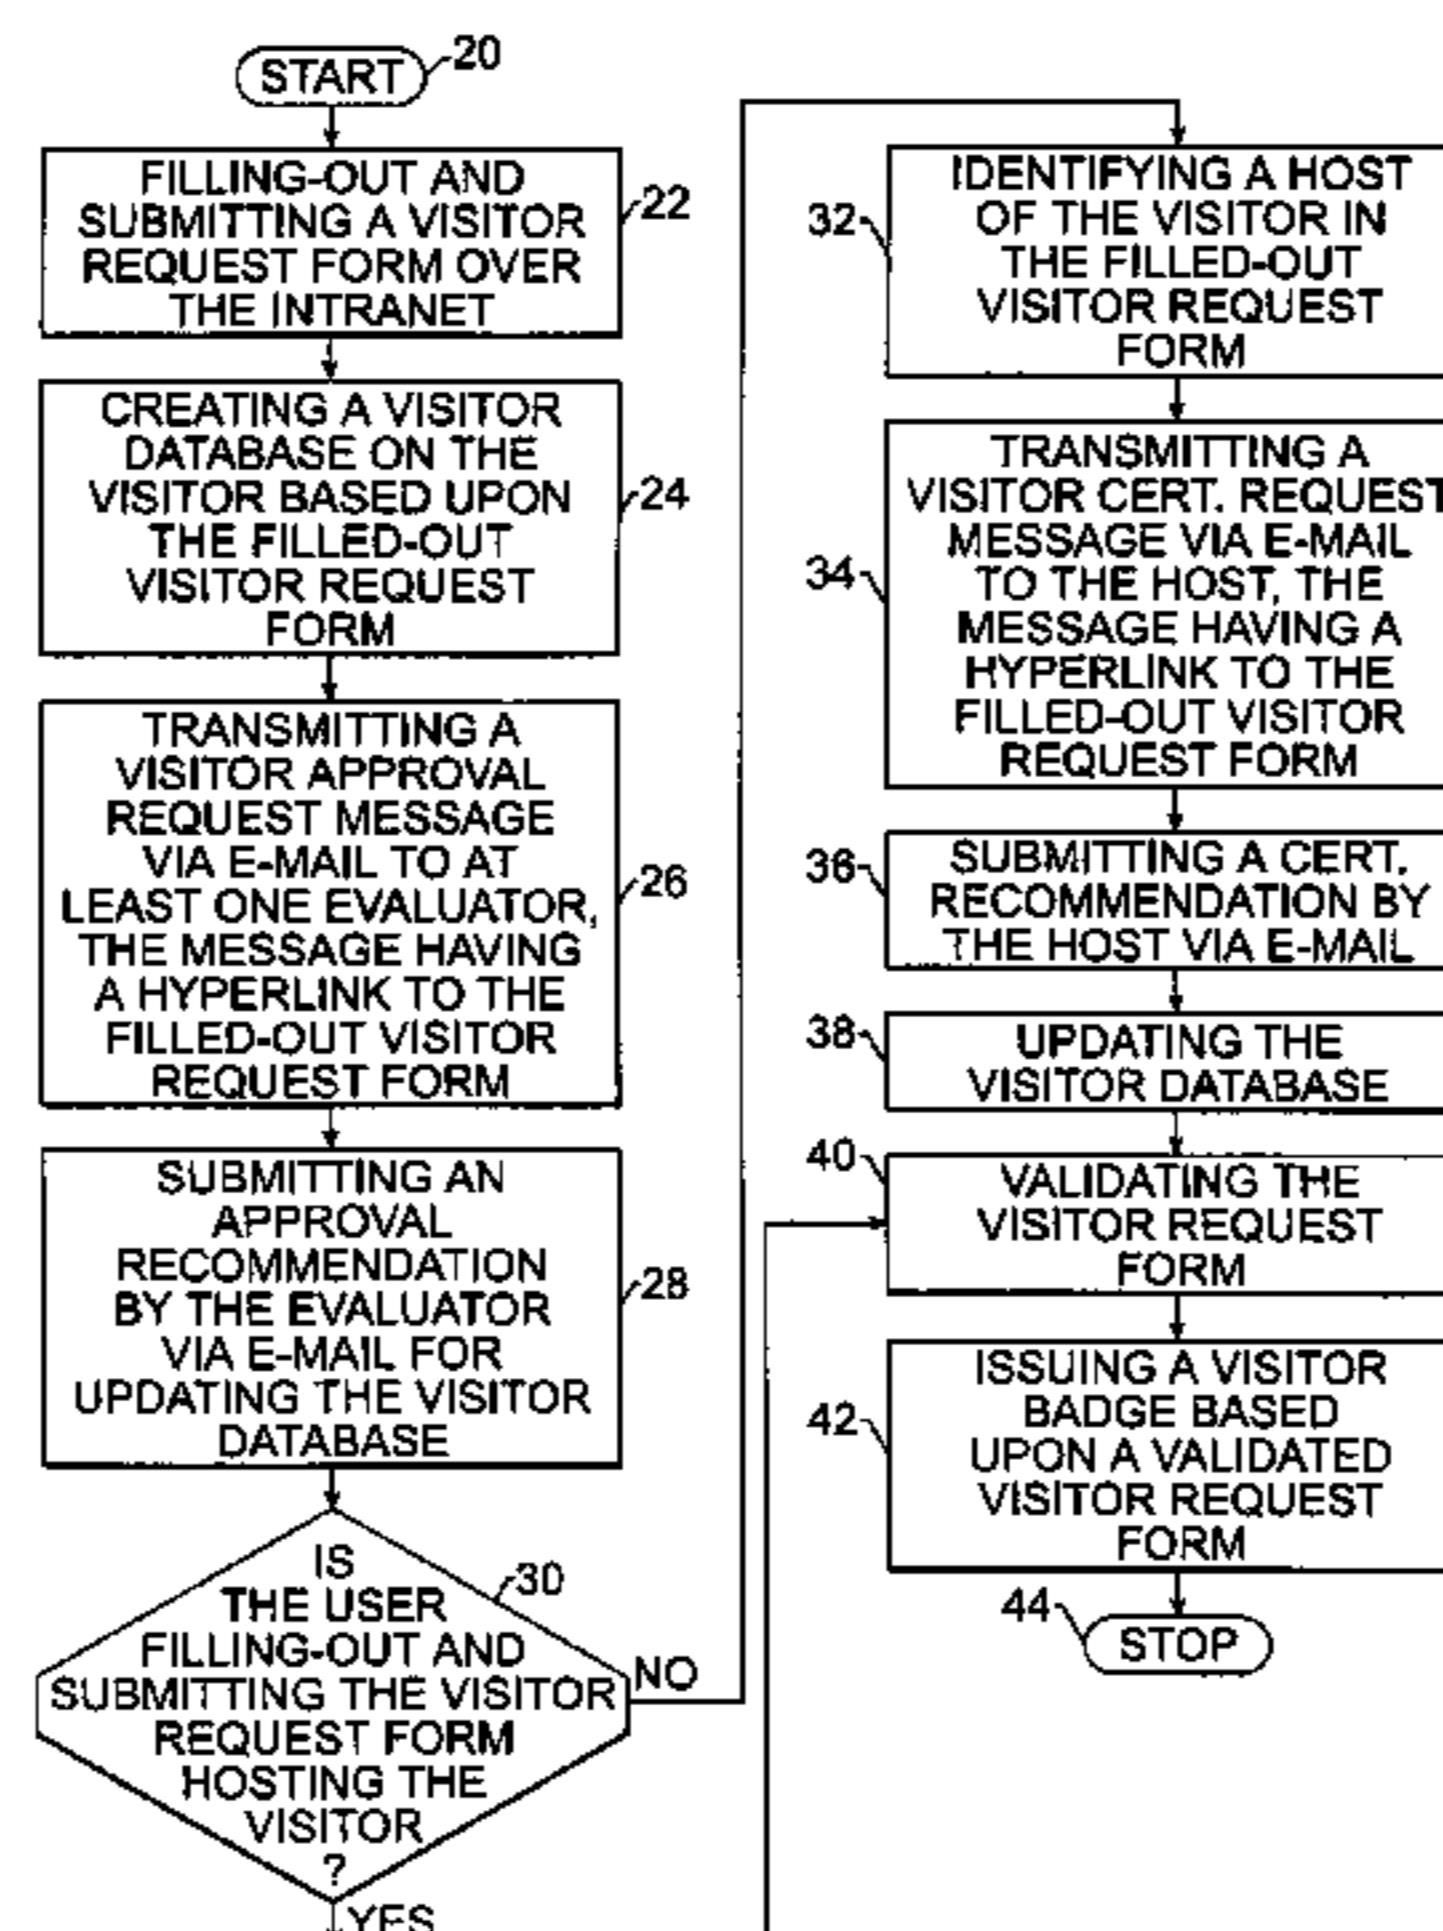 START
20
FILLING-OUT AND
SUBMITTING A VISITOR
REQUEST FORM OVER
THE INTRANET
22
CREATING A VISITOR
DATABASE ON THE
VISITOR BASED UPON
THE FILLED-OUT
VISITOR REQUEST
FORM
24
TRANSMITTING A
VISITOR APPROVAL
REQUEST MESSAGE
VIA E-MAIL TO AT
LEAST ONE EVALUATOR,
THE MESSAGE HAVING
A HYPERLINK TO THE
FILLED-OUT VISITOR
REQUEST FORM
26
SUBMITTING AN
APPROVAL
RECOMMENDATION
BY THE EVALUATOR
VIA E-MAIL FOR
UPDATING THE VISITOR
DATABASE
28
IS
THE USER
FILLING-OUT AND
SUBMITTING THE VISITOR
REQUEST FORM
HOSTING THE
VISITOR
?
30
NO
YES
32
IDENTIFYING A HOST
OF THE VISITOR IN
THE FILLED-OUT
VISITOR REQUEST
FORM
34
TRANSMITTING A
VISITOR CERT. REQUEST
MESSAGE VIA E-MAIL
TO THE HOST, THE
MESSAGE HAVING A
HYPERLINK TO THE
FILLED-OUT VISITOR
REQUEST FORM
36
SUBMITTING A CERT.
RECOMMENDATION BY
THE HOST VIA E-MAIL
38
UPDATING THE
VISITOR DATABASE
40
VALIDATING THE
VISITOR REQUEST
FORM
42
ISSUING A VISITOR
BADGE BASED
UPON A VALIDATED
VISITOR REQUEST
FORM
44
STOP